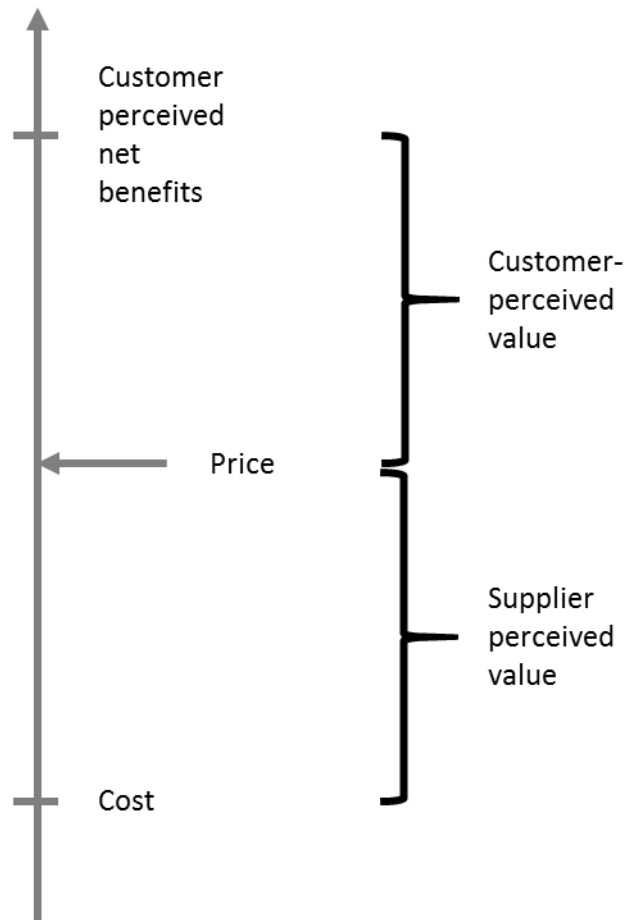 Customer
perceived
net
benefits
Customer-
perceived
value
Price
Supplier
perceived
value
Cost